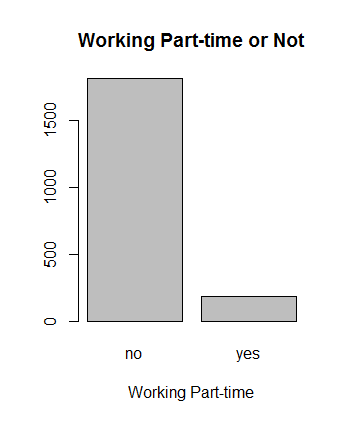 Working Part-time or Not
1500
1000
500
0
no yes
Working Part-time